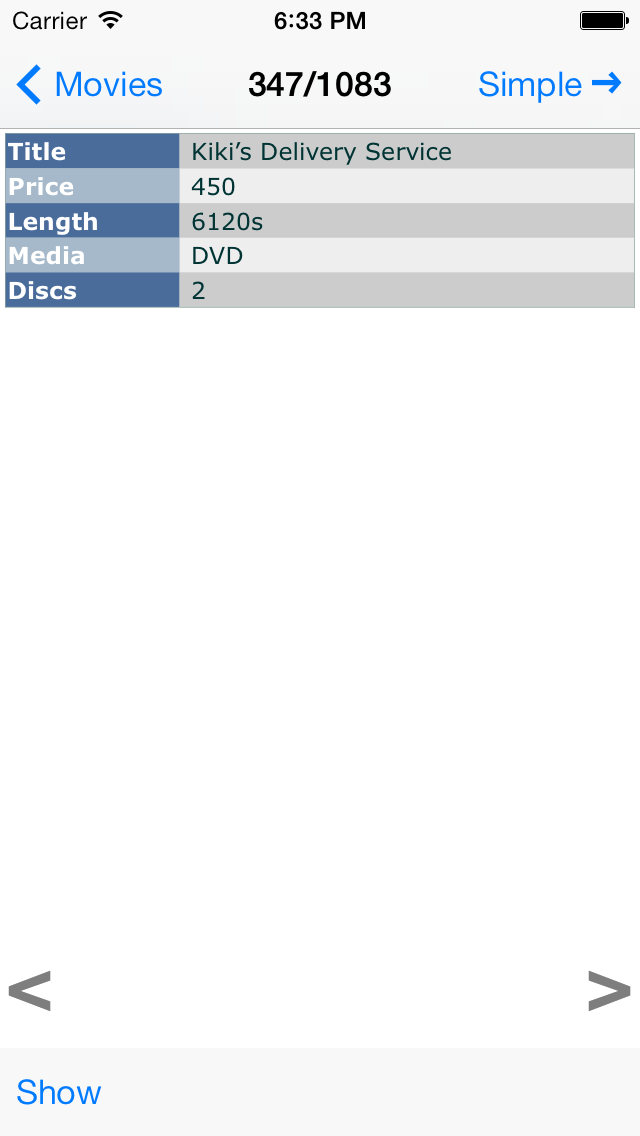 Carrier 6:33 PM
Movies 347/1083 Simple →
Title Kiki’s Delivery Service
Price 450
Length 6120s
Media DVD
Discs 2
< >
Show